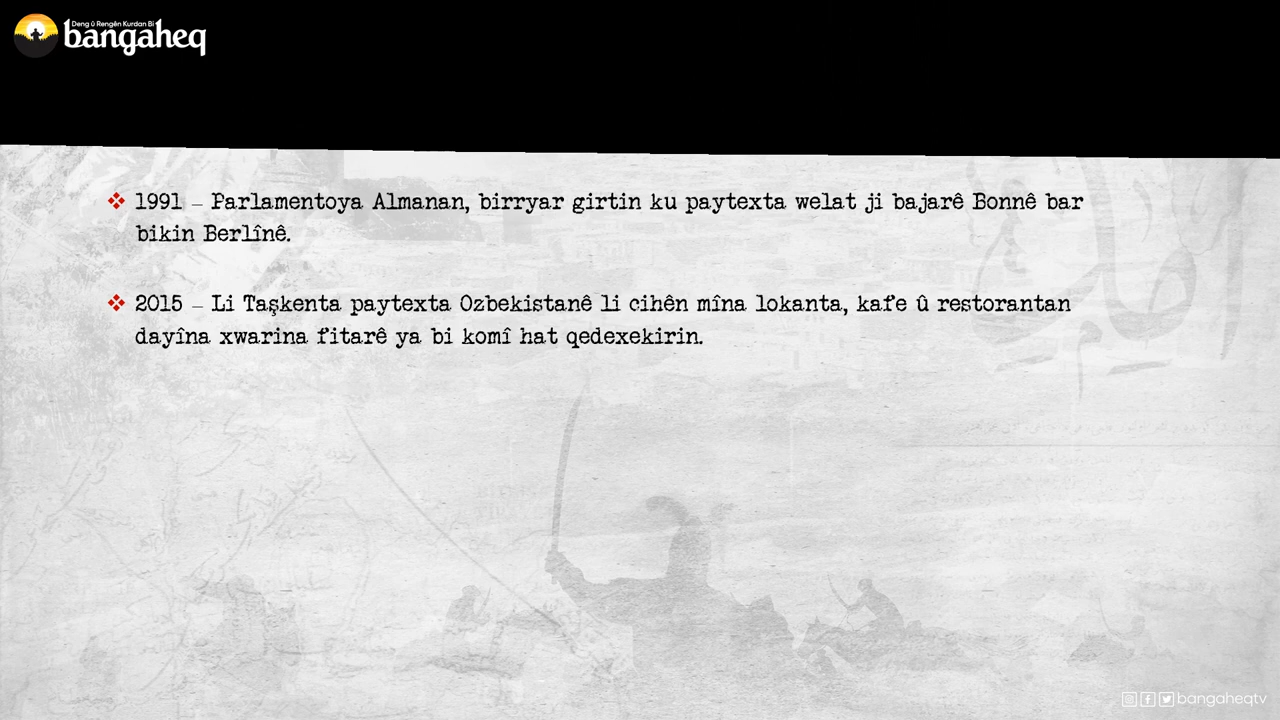 Deng û Rengên Kurdan Bi
bangaheq
1991 – Parlamentoya Almanan, birryar girtin ku paytexta welat ji bajarê Bonnê bar
bikin Berlînê.
2015 – Li Taşkenta paytexta Ozbekistanê li cihên mîna lokanta, kafe û restorantan
dayîna xwarina fitarê ya bi komî hat qedexekirin.
bangaheqtv